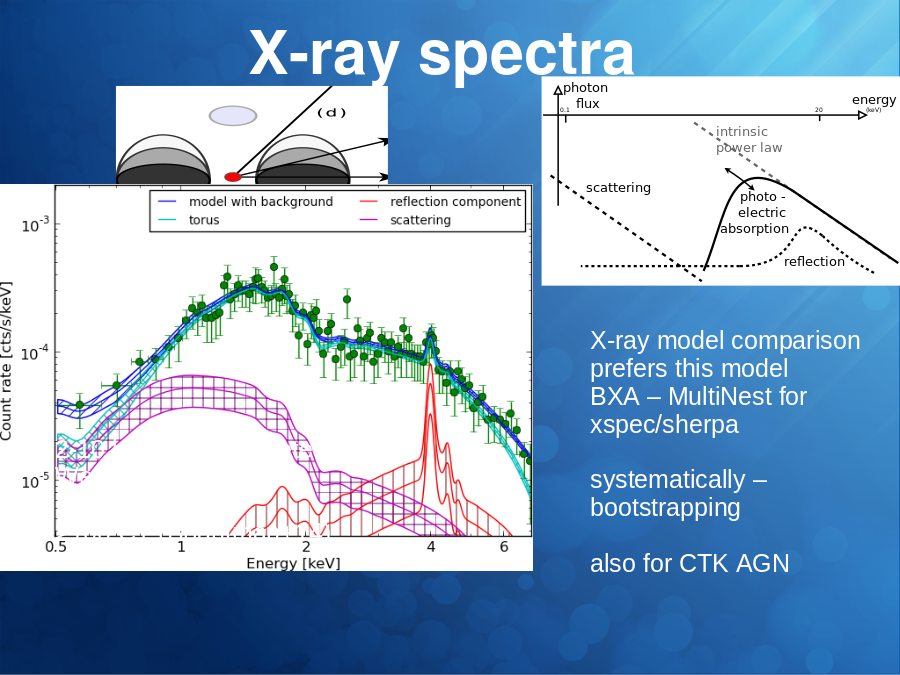 X-ray spectra
(d)
photon
flux
0.1
20
energy
(keV)
intrinsic
power law
scattering
photo -
electric
absorption
reflection
model with background
torus
reflection component
scattering
10-3
10-4
10-5
Count rate [cts/s/keV]
0.5 1 2 4 6
Energy [keV]
X-ray model comparison
prefers this model
BXA – MultiNest for
xspec/sherpa
systematically –
bootstrapping
also for CTK AGN